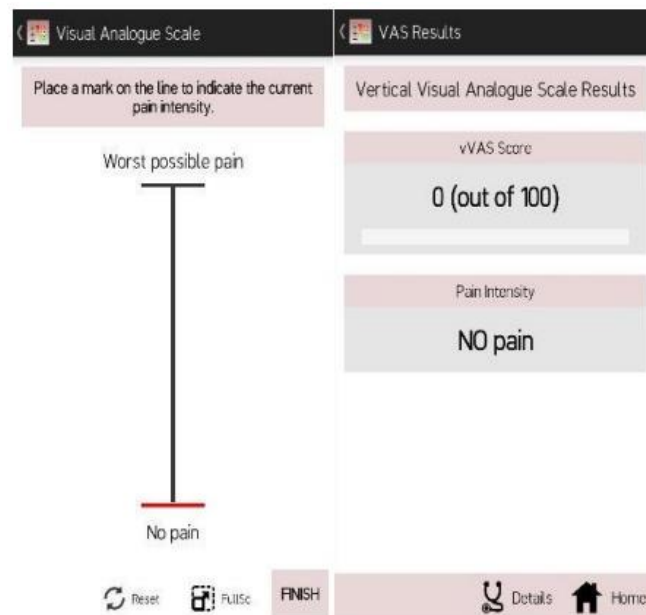 Visual Analogue Scale
Place a mark on the line to indicate the current
pain intensity.
Worst possible pain
No pain
Reset
FullSc
FINISH
VAS Results
Vertical Visual Analogue Scale Results
vVAS Score
0 (out of 100)
Pain Intensity
NO pain
Details
Home